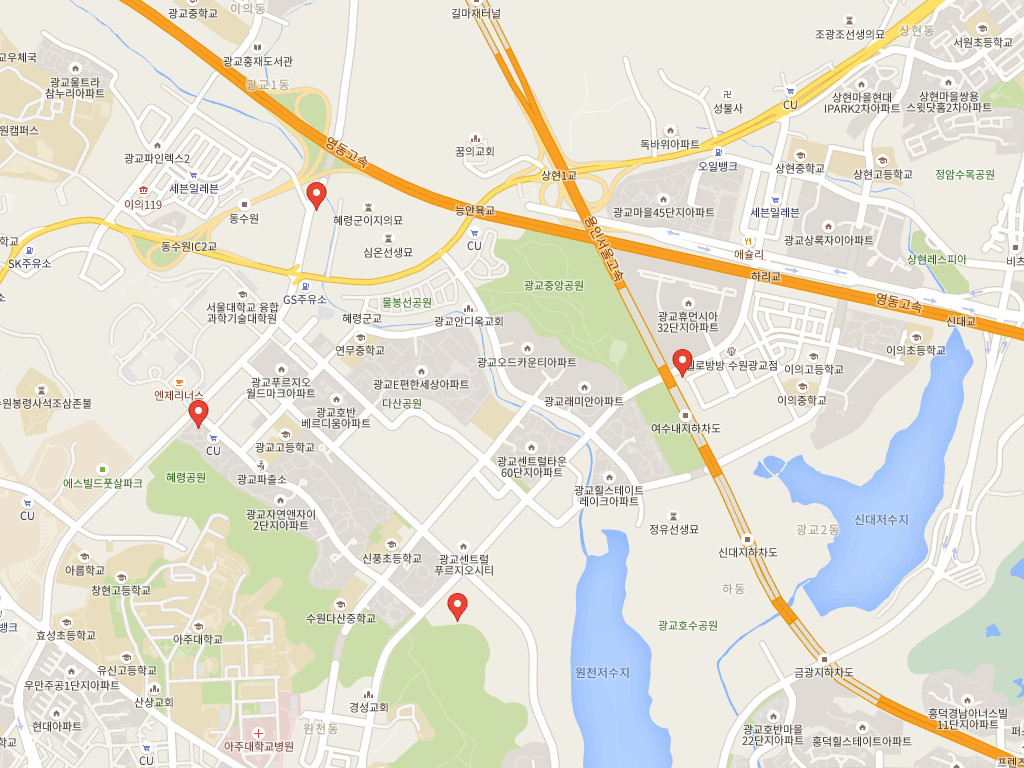 광교중학교
이의동
길마재터널
조광조선생의묘
상현동
서원초등학교
광교홍재도서관
광교1동
교우체국
광교울트라
참누리아파트
CU
상현마을현대
IPARK2차아파트
상현마을쌍용
스윗닷홈2차아파트
성불사
원캠퍼스
광교파인렉스2
영동고속
꿈의교회
독바위아파트
오일뱅크
상현중학교
상현고등학교
정암수목공원
세븐일레븐
이의119
상현1교
동수원
혜령군이지의묘
능안육교
광교마을45단지아파트
세븐일레븐
학교
동수원IC2교
심온선생묘
CU
용인서울고속
애슐리
광교상록자이아파트
SK주유소
상현레스피아
비츠
하리교
GS주유소
광교중앙공원
서울대학교 융합
과학기술대학원
물봉선공원
혜령군교
광교안디옥교회
광교휴먼시아
32단지아파트
영동고속
신대교
연무중학교
이의초등학교
광교오드카운티아파트
헬로방방 수원광교점
이의고등학교
광교푸르지오
월드마크아파트
광교E편한세상아파트
엔제리너스
수원봉령사석조삼존불
광교호반
베르디움아파트
다산공원
광교래미안아파트
이의중학교
여수내지하차도
CU
광교고등학교
광교파출소
광교센트럴타운
60단지아파트
에스빌드풋살파크
혜령공원
CU
광교자연앤자이
2단지아파트
광교힐스테이트
레이크아파트
정유선생묘
광교2동
신대저수지
신대지하차도
신풍초등학교
광교센트럴
푸르지오시티
아름학교
창현고등학교
하동
뱅크
효성초등학교
아주대학교
수원다산중학교
광교호수공원
유신고등학교
우만주공1단지아파트
원천저수지
금광지하차도
산상교회
경성교회
현대아파트
학교
원천동
아주대학교병원
CU
광교호반마을
22단지아파트
흥덕힐스테이트아파트
흥덕경남아너스빌
11단지아파트
프렌즈